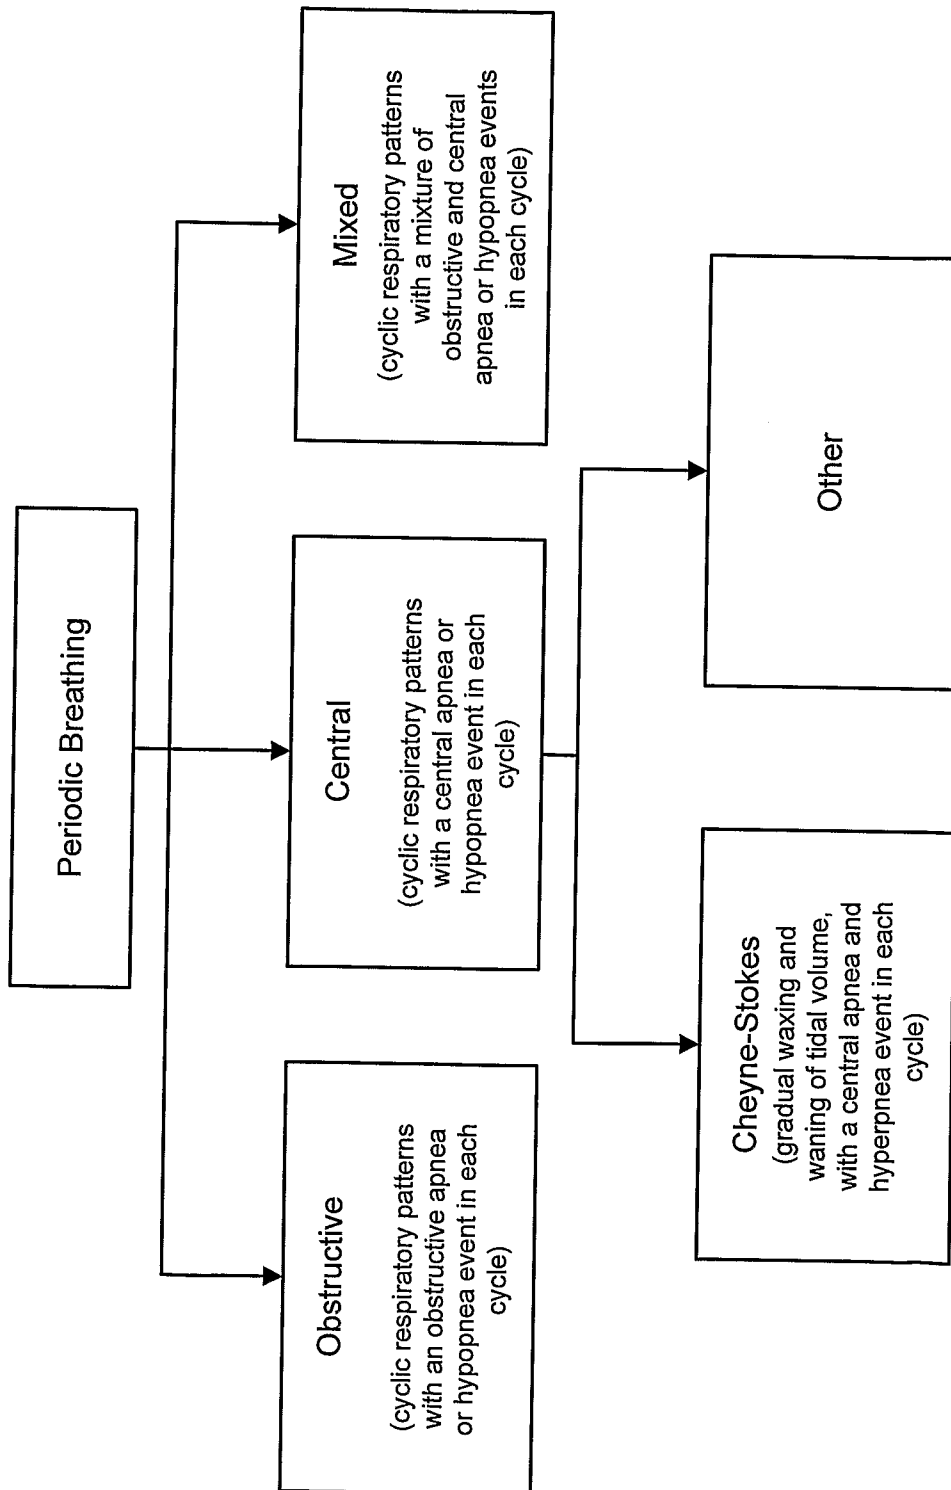 Periodic Breathing
Obstructive
(cyclic respiratory patterns
with an obstructive apnea
or hypopnea event in each
cycle)
Central
(cyclic respiratory patterns
with a central apnea or
hypopnea event in each
cycle)
Mixed
(cyclic respiratory patterns
with a mixture of
obstructive and central
apnea or hypopnea events
in each cycle)
Cheyne-Stokes
(gradual waxing and
waning of tidal volume,
with a central apnea and
hyperpnea event in each
cycle)
Other